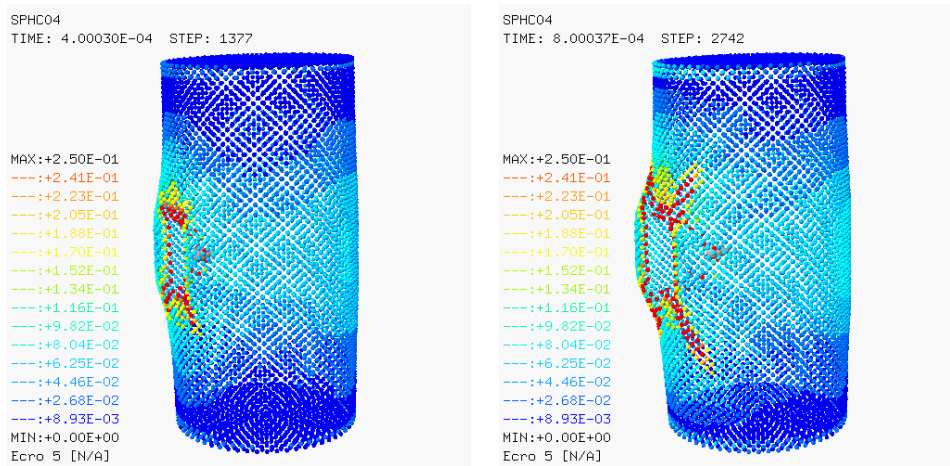 SPHC04
TIME: 4.00030E-04 STEP: 1377
MAX:+2.50E-01
---:+2.41E-01
---:+2.23E-01
---:+2.05E-01
---:+1.88E-01
---:+1.70E-01
---:+1.52E-01
---:+1.34E-01
---:+1.16E-01
---:+9.82E-02
---:+8.04E-02
---:+6.25E-02
---:+4.46E-02
---:+2.68E-02
---:+8.93E-03
MIN:+0.00E+00
Ecro 5 [N/A]
SPHC04
TIME: 8.00037E-04 STEP: 2742
MAX:+2.50E-01
---:+2.41E-01
---:+2.23E-01
---:+2.05E-01
---:+1.88E-01
---:+1.70E-01
---:+1.52E-01
---:+1.34E-01
---:+1.16E-01
---:+9.82E-02
---:+8.04E-02
---:+6.25E-02
---:+4.46E-02
---:+2.68E-02
---:+8.93E-03
MIN:+0.00E+00
Ecro 5 [N/A]